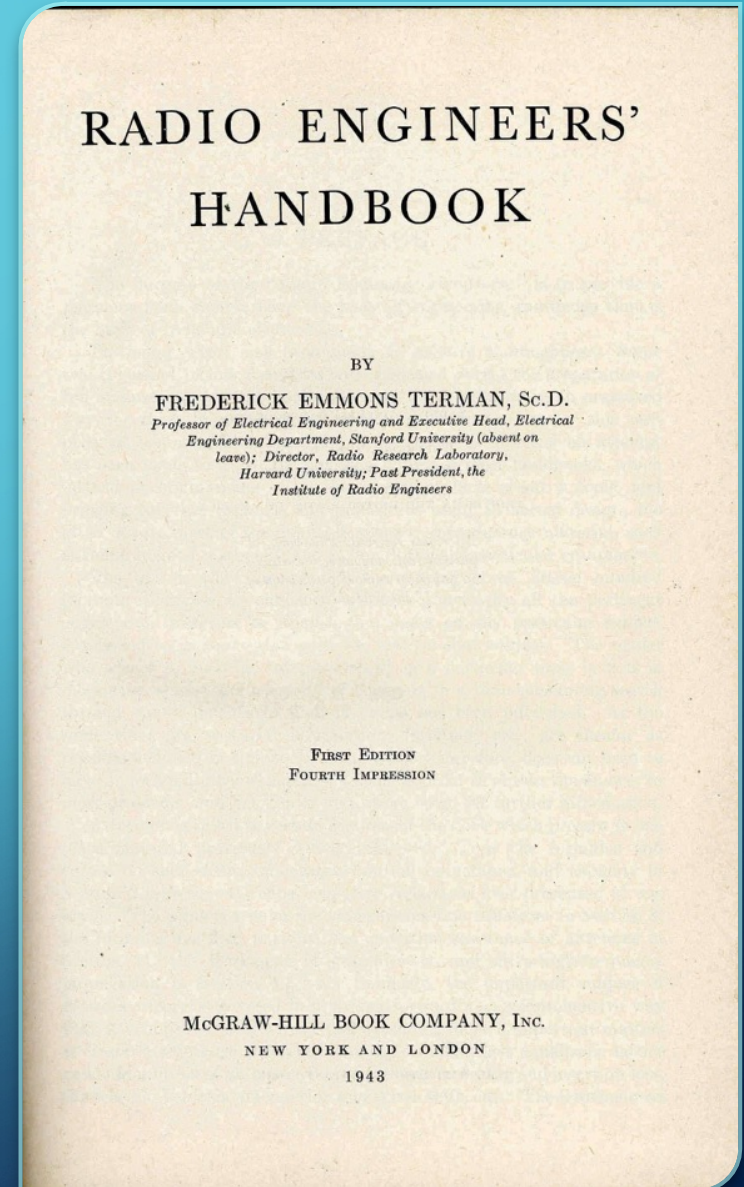 RADIO ENGINEERS’
HANDBOOK
BY
FREDERICK EMMONS TERMAN, Sc.D.
Professor of Electrical Engineering and Executive Head, Electrical
Engineering Department, Stanford University (absent on
leave); Director, Radio Research Laboratory,
Harvard University; Past President, the
Institute of Radio Engineers
First Edition
Fourth Impression
McGRAW-HILL BOOK COMPANY, Inc.
NEW YORK AND LONDON
1943